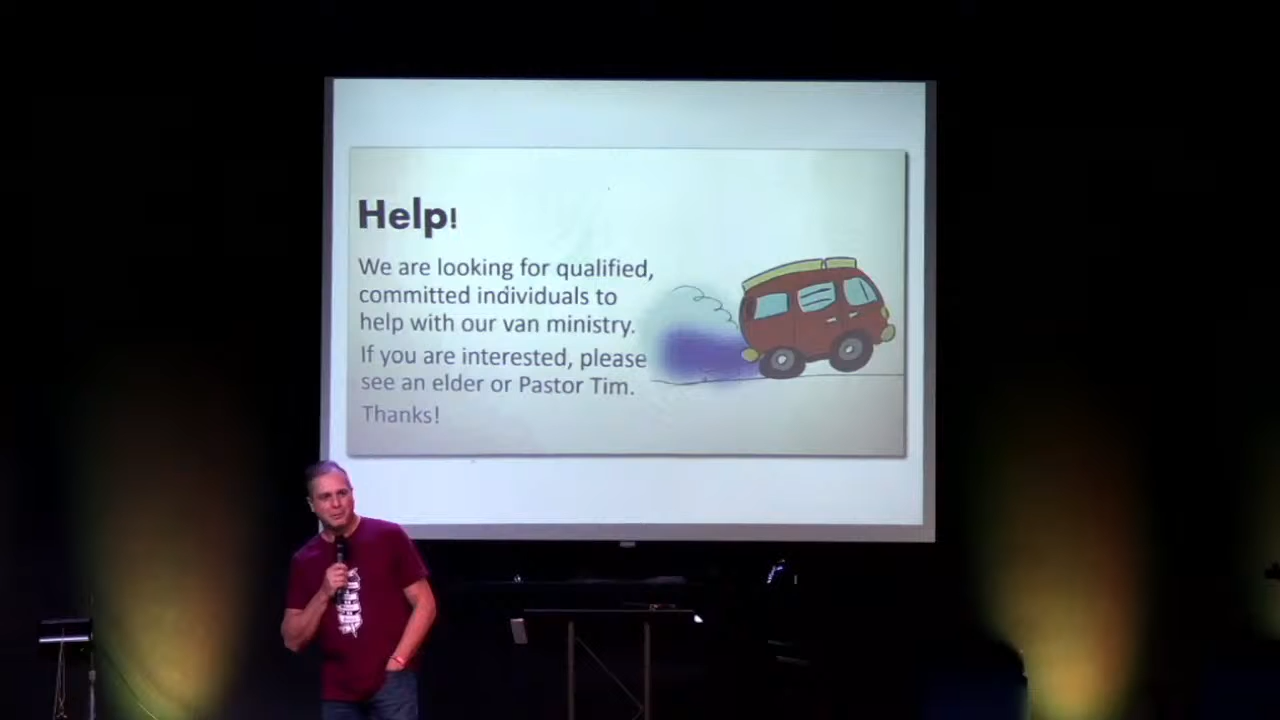 Help!
We are looking for qualified,
committed individuals to
help with our van ministry.
If you are interested, please
see an elder or Pastor Tim.
Thanks!